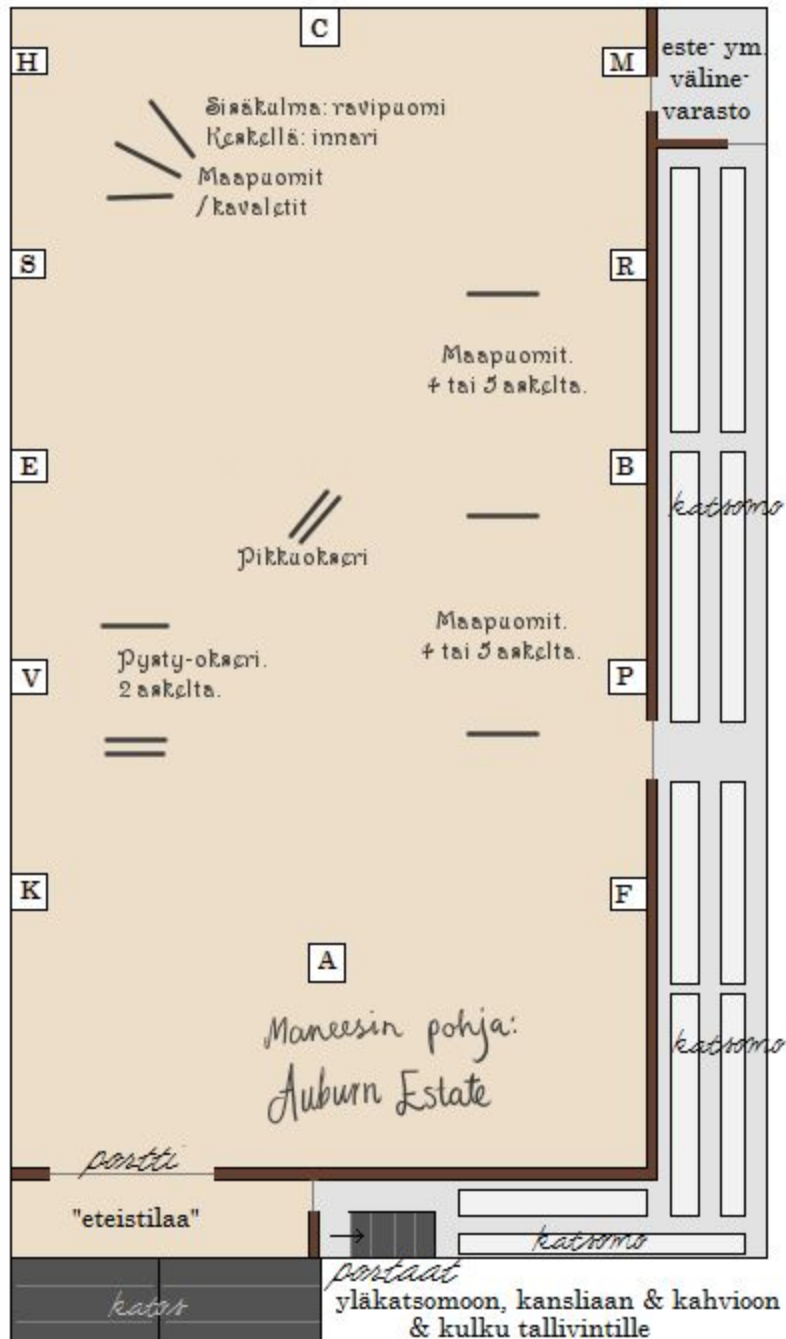 C
H
M
este- ym.
väline-
varasto
Sisäkulma: ravipuomi
Keskellä: innari
Maapuomit
/kavaletit
S
R
Maapuomit.
4 tai 5 askelta.
E
B
katsomo
Pikkuokseri
Maapuomit.
4 tai 5 askelta.
Pysty-okseri.
2 askelta.
V
P
K
F
A
Maneesin pohja:
Auburn Estate
katsomo
portti
"eteistilaa"
katsomo
portaat
katos
yläkatsomoon, kansliaan & kahvioon
& kulku tallivintille